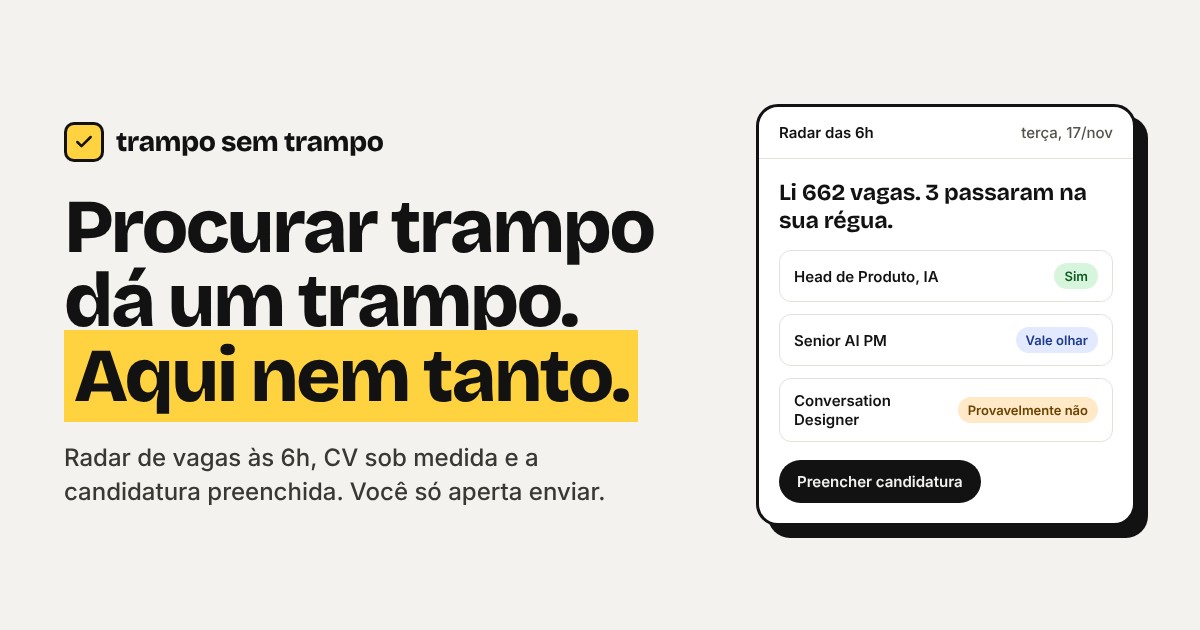 trampo sem trampo
Procurar trampo
dá um trampo.
Aqui nem tanto.
Radar de vagas às 6h, CV sob medida e a
candidatura preenchida. Você só aperta enviar.
Radar das 6h
terça, 17/nov
Li 662 vagas. 3 passaram na
sua régua.
Head de Produto, IA
Sim
Senior AI PM
Vale olhar
Conversation
Designer
Provavelmente não
Preencher candidatura